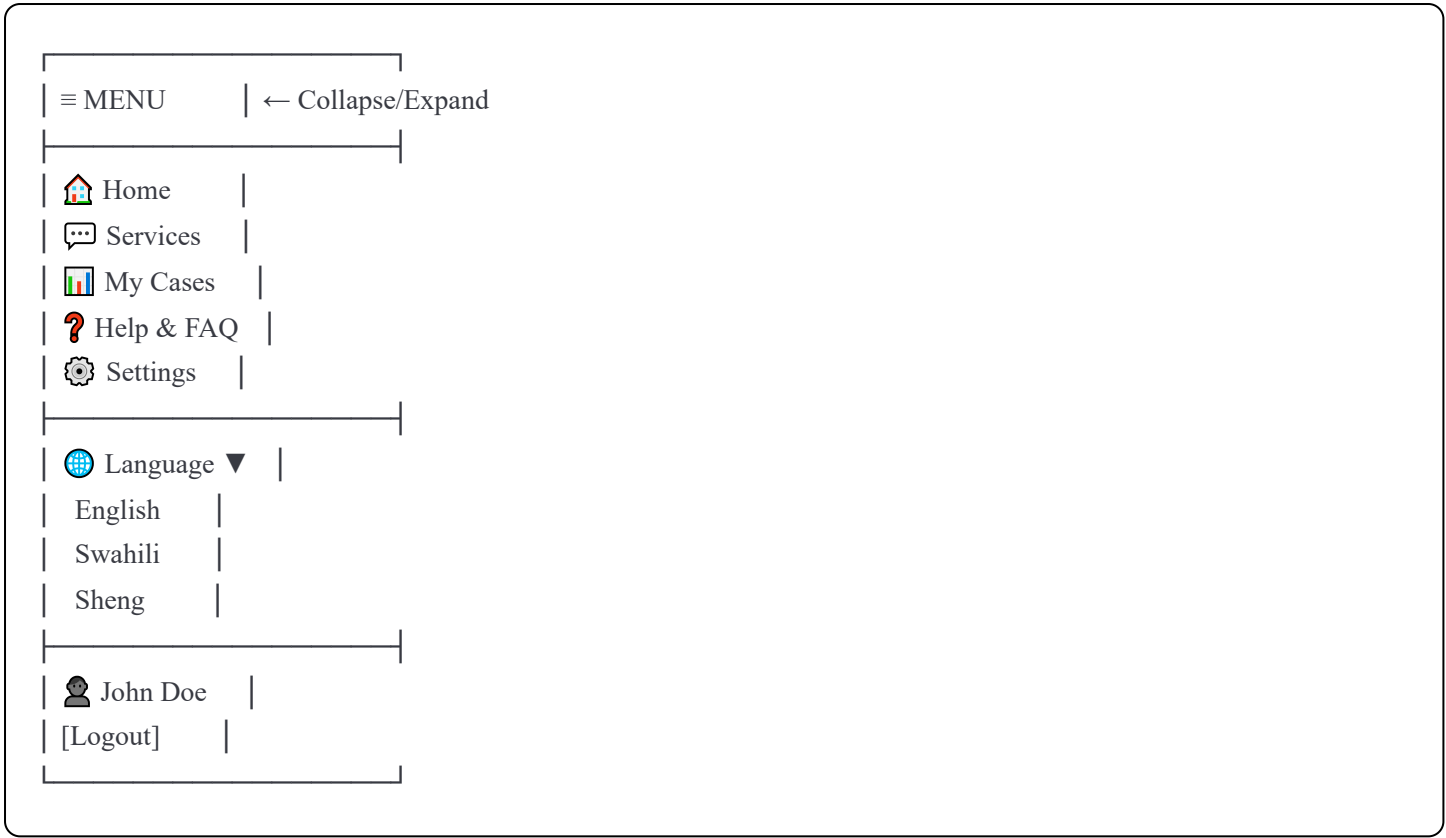 ┌─────────────────────────┐
│ ≡ MENU │ ← Collapse/Expand
├─────────────────────────┤
│ 🏠 Home │
│ 💬 Services │
│ 📊 My Cases │
│ ❓ Help & FAQ │
│ ⚙️ Settings │
├─────────────────────────┤
│ 🌐 Language ▼ │
│ English │
│ Swahili │
│ Sheng │
├─────────────────────────┤
│ 👤 John Doe │
│ [Logout] │
└─────────────────────────┘